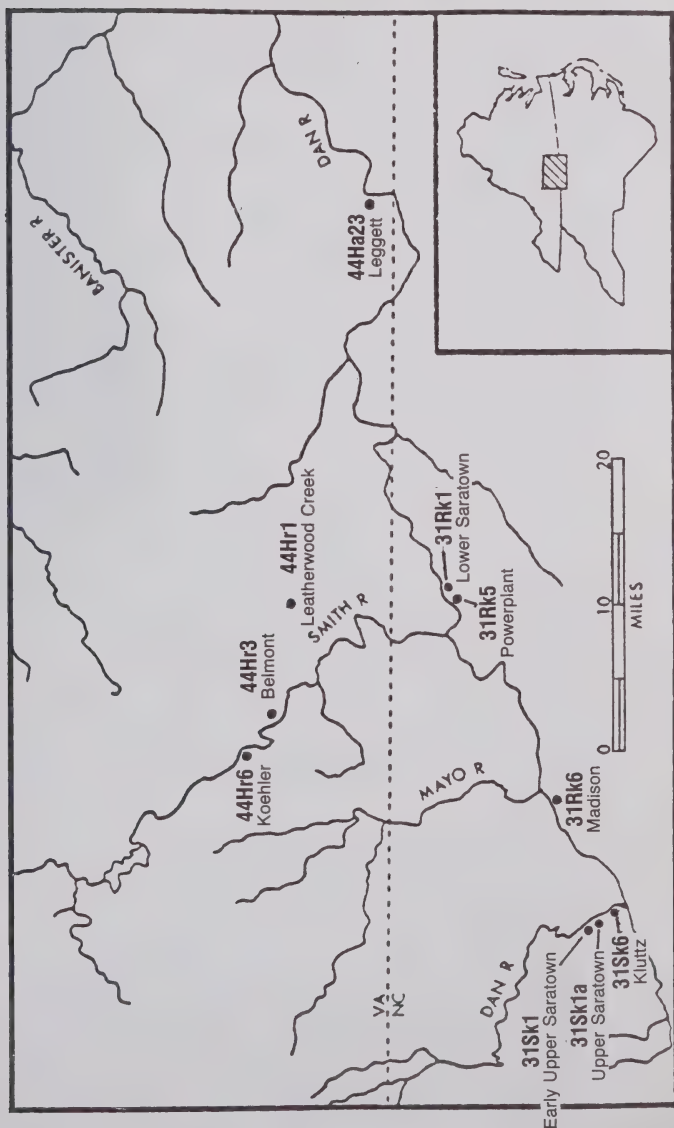 BANISTER R
DAN R
44Ha23
Leggett
44Hr1
Leatherwood Creek
44Hr3
Belmont
44Hr6
Koehler
SMITH R
MAYO R
VA
NC
31Rk1
Lower Saratown
31Rk5
Powerplant
31Rk6
Madison
DAN R
31Sk1
Early Upper Saratown
31Sk1a
Upper Saratown
31Sk6
Kluttz
0 10 20
MILES